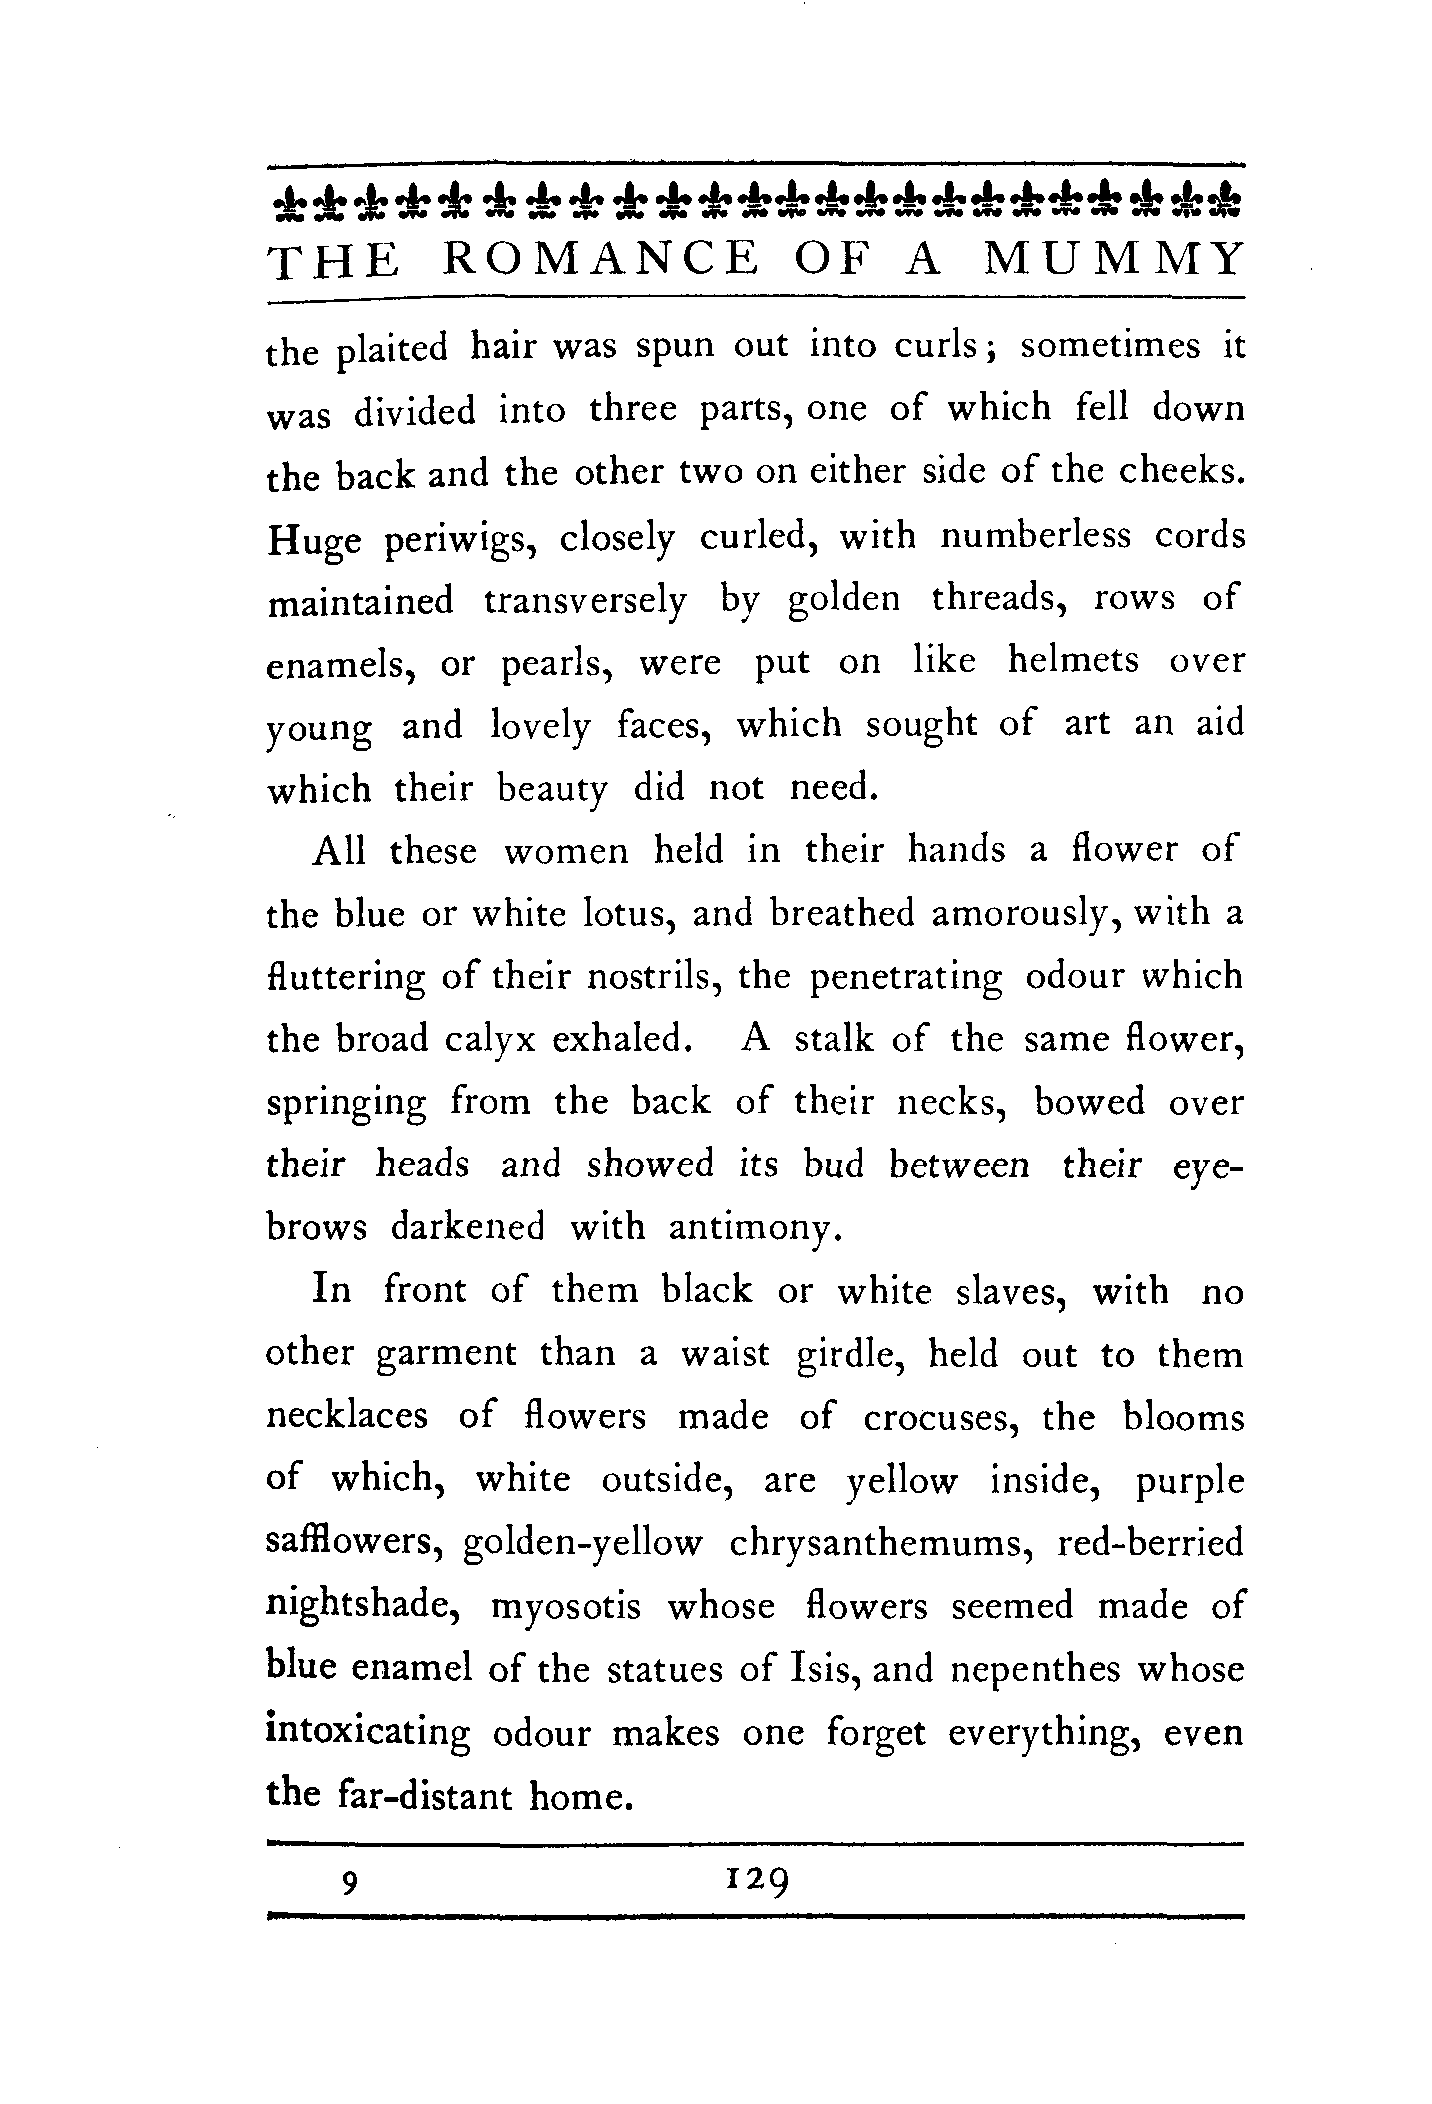 THE ROMANCE OF A MUMMY
the plaited hair was spun out into curls; sometimes it
was divided into three parts, one of which fell down
the back and the other two on either side of the cheeks.
Huge periwigs, closely curled, with numberless cords
maintained transversely by golden threads, rows of
enamels, or pearls, were put on like helmets over
young and lovely faces, which sought of art an aid
which their beauty did not need.
All these women held in their hands a flower of
the blue or white lotus, and breathed amorously, with a
fluttering of their nostrils, the penetrating odour which
the broad calyx exhaled. A stalk of the same flower,
springing from the back of their necks, bowed over
their heads and showed its bud between their eye-
brows darkened with antimony.
In front of them black or white slaves, with no
other garment than a waist girdle, held out to them
necklaces of flowers made of crocuses, the blooms
of which, white outside, are yellow inside, purple
safflowers, golden-yellow chrysanthemums, red-berried
nightshade, myosotis whose flowers seemed made of
blue enamel of the statues of Isis, and nepenthes whose
intoxicating odour makes one forget everything, even
the far-distant home.
9 129